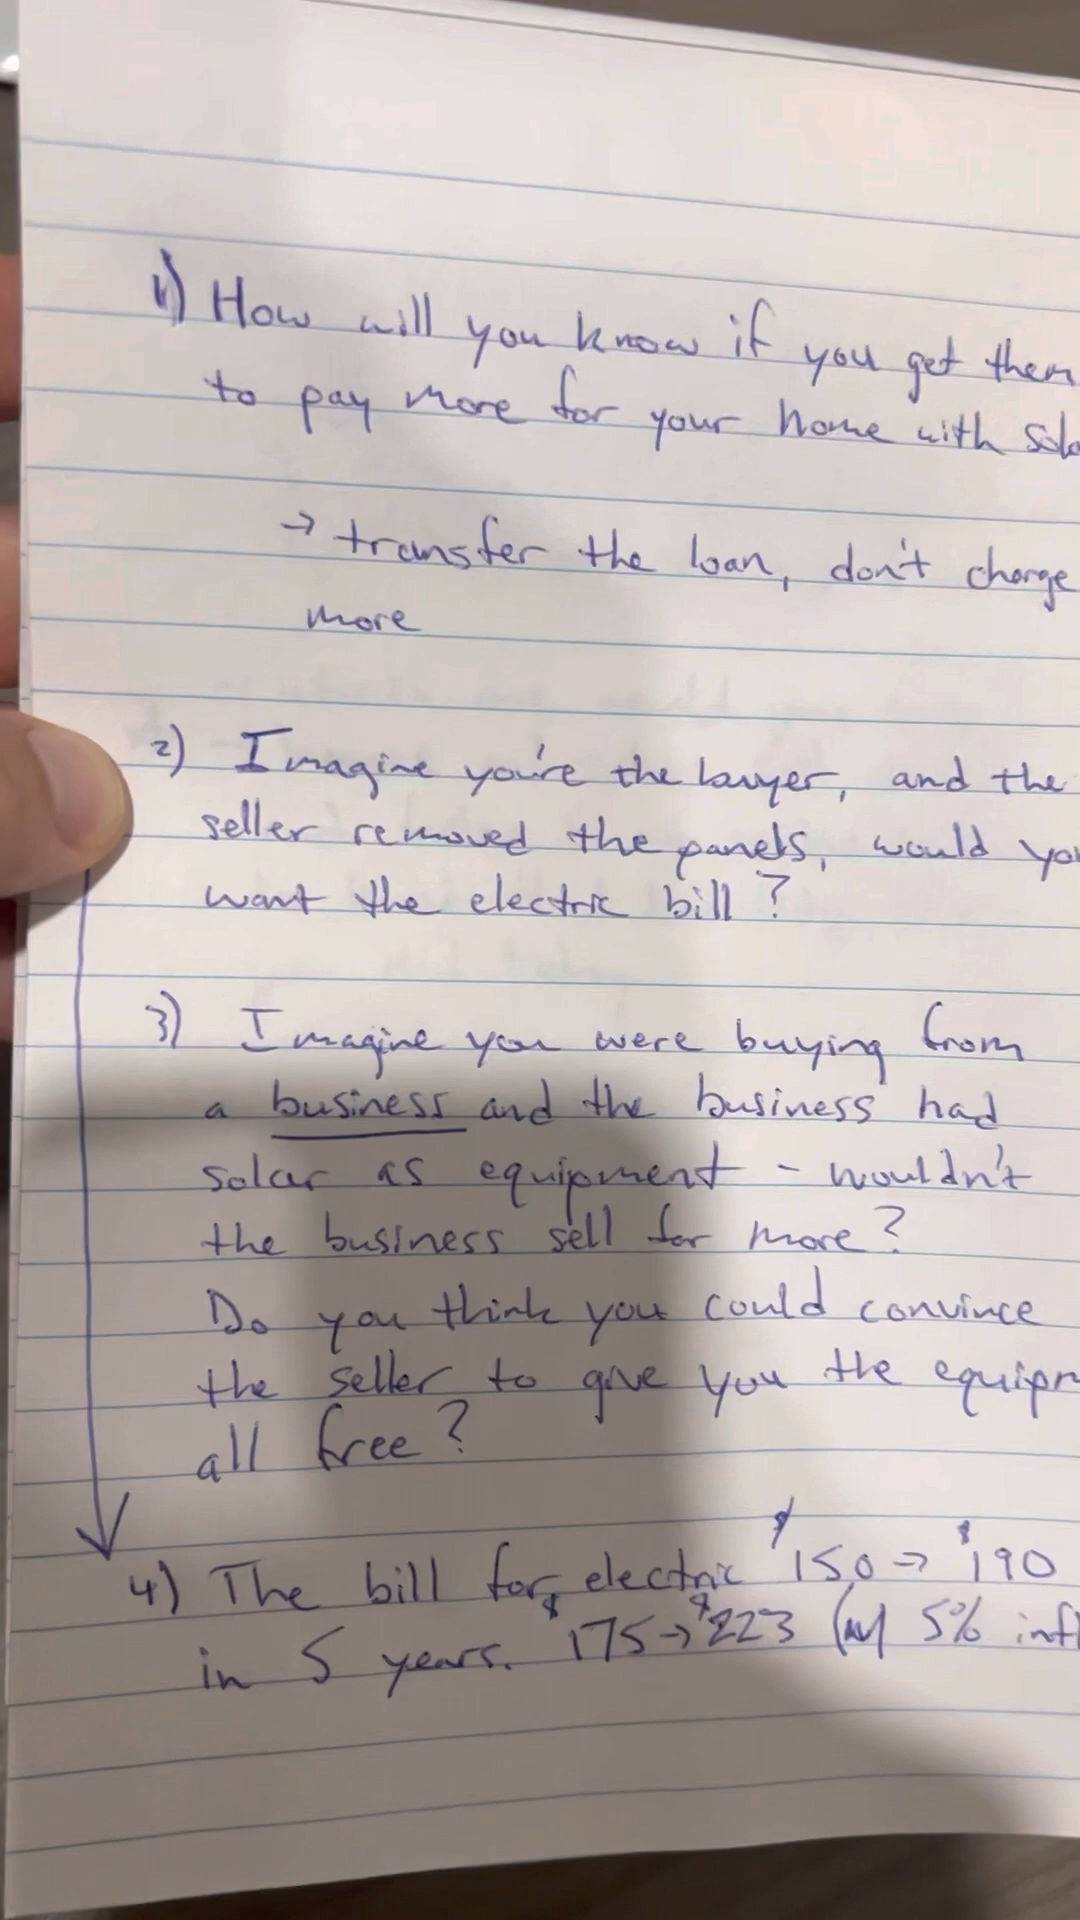 1) How will you know if you get them
to pay more for your home with sola
→ transfer the loan, don't charge
more
2) Imagine you're the buyer, and the
seller removed the panels, would you
want the electric bill?
3) Imagine you were buying from
a business and the business had
solar as equipment - wouldn't
the business sell for more?
Do you think you could convince
the seller to give you the equipm
all free?
4) The bill for electric $150 → $190
in 5 years. $175 → $223 (w/ 5% infl